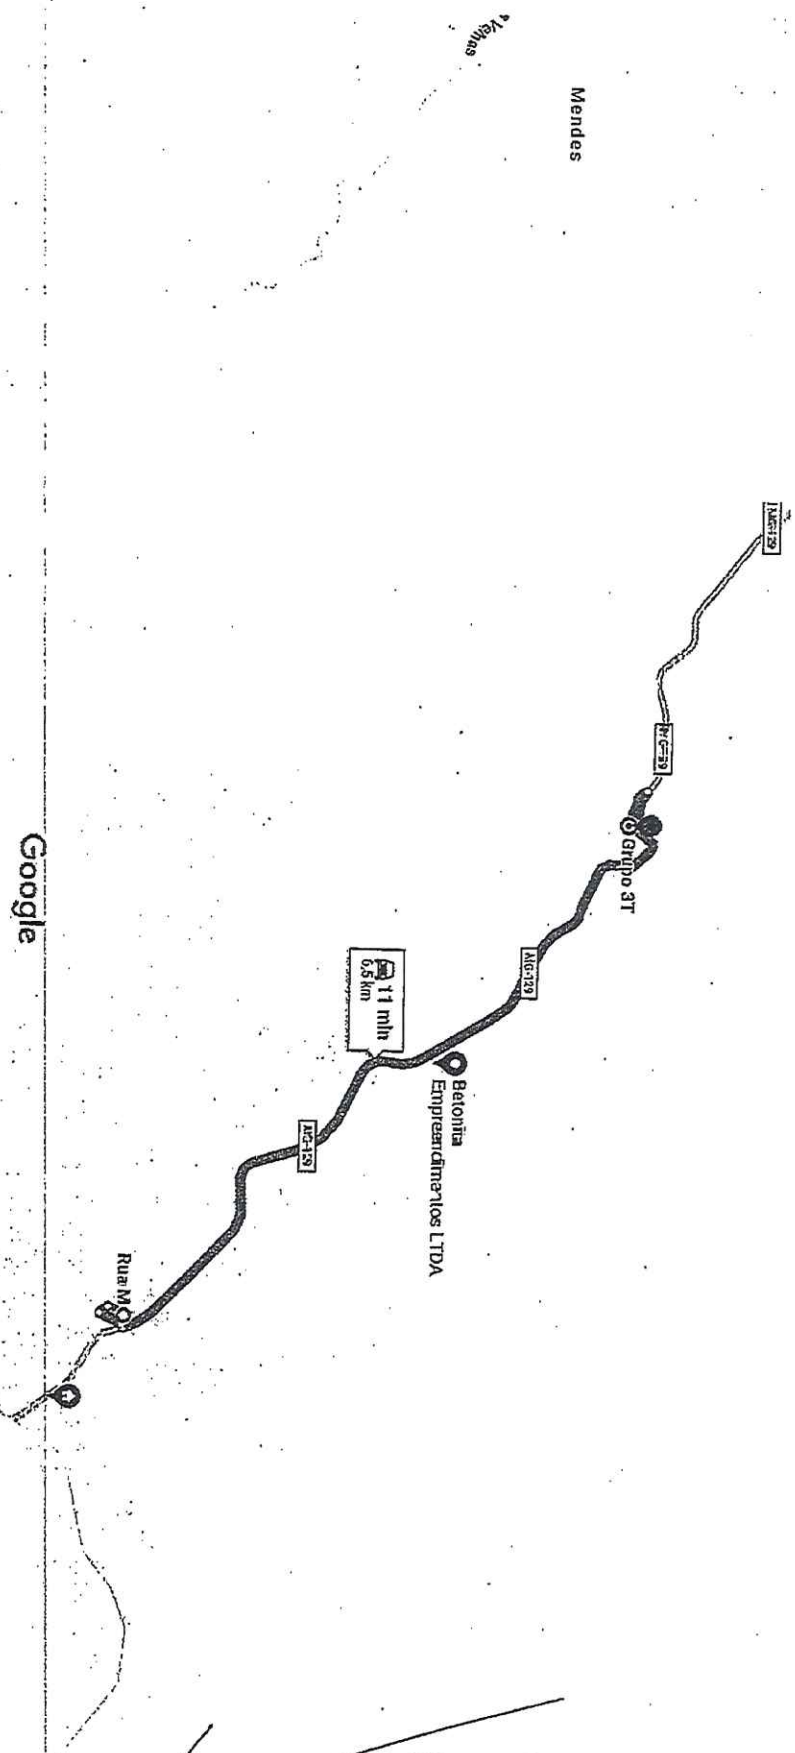 Velhas
Mendes
MG-129
Grupo 3T
MG-129
Betonita
Empreendimentos LTDA
11 min
6,5 km
MG-129
Rua M
Google